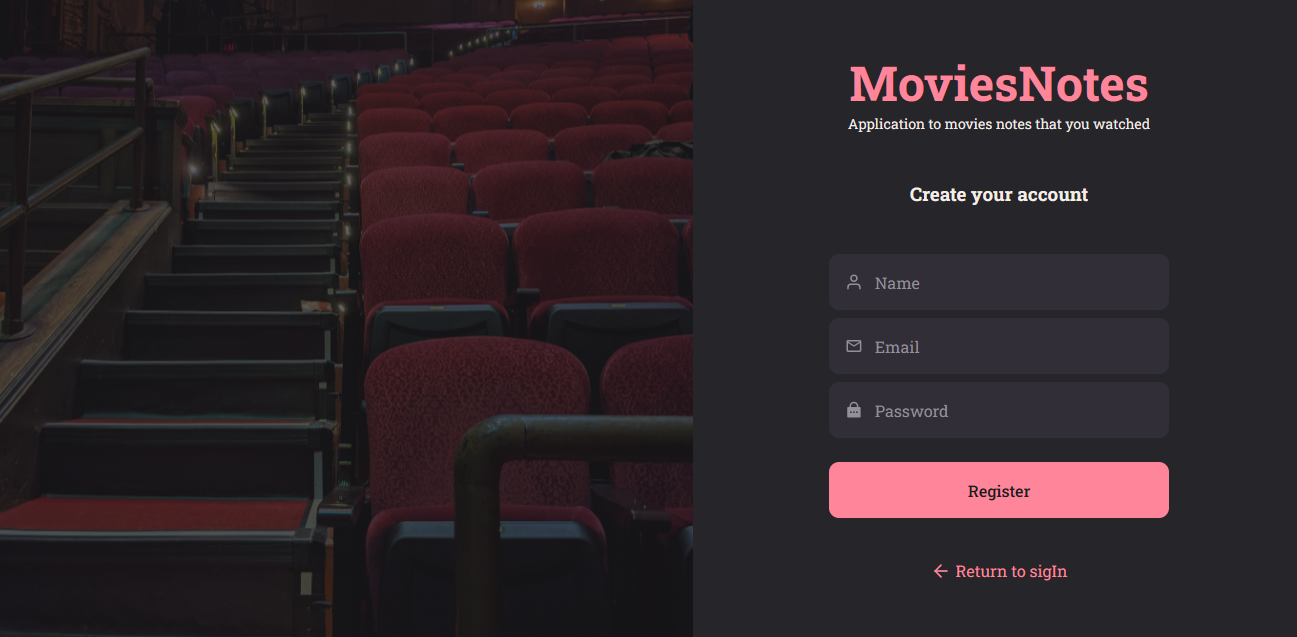 MoviesNotes
Application to movies notes that you watched
Create your account
Name
Email
Password
Register
← Return to sigIn